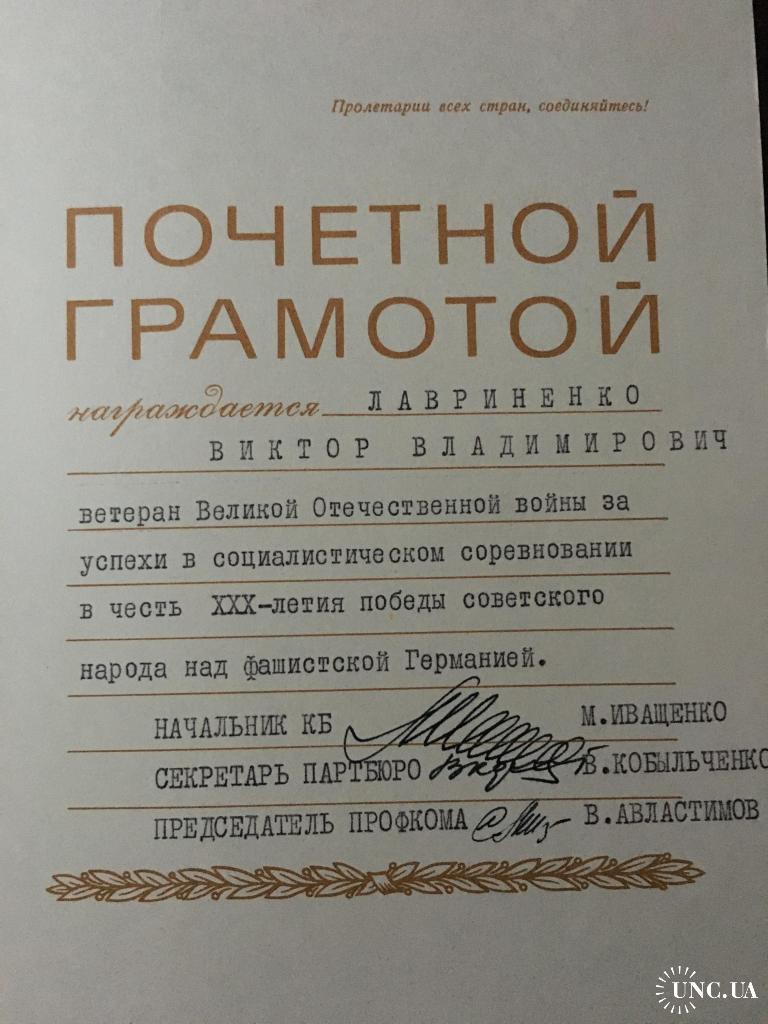 Пролетарии всех стран, соединяйтесь!
ПОЧЕТНОЙ
ГРАМОТОЙ
награждается ЛАВРИНЕНКО
ВИКТОР ВЛАДИМИРОВИЧ
ветеран Великой Отечественной войны за
успехи в социалистическом соревновании
в честь XXX-летия победы советского
народа над фашистской Германией.
НАЧАЛЬНИК КБ М.ИВАЩЕНКО
СЕКРЕТАРЬ ПАРТБЮРО В.КОБЫЛЬЧЕНКО
ПРЕДСЕДАТЕЛЬ ПРОФКОМА В.АВЛАСТИМОВ
UNC.UA